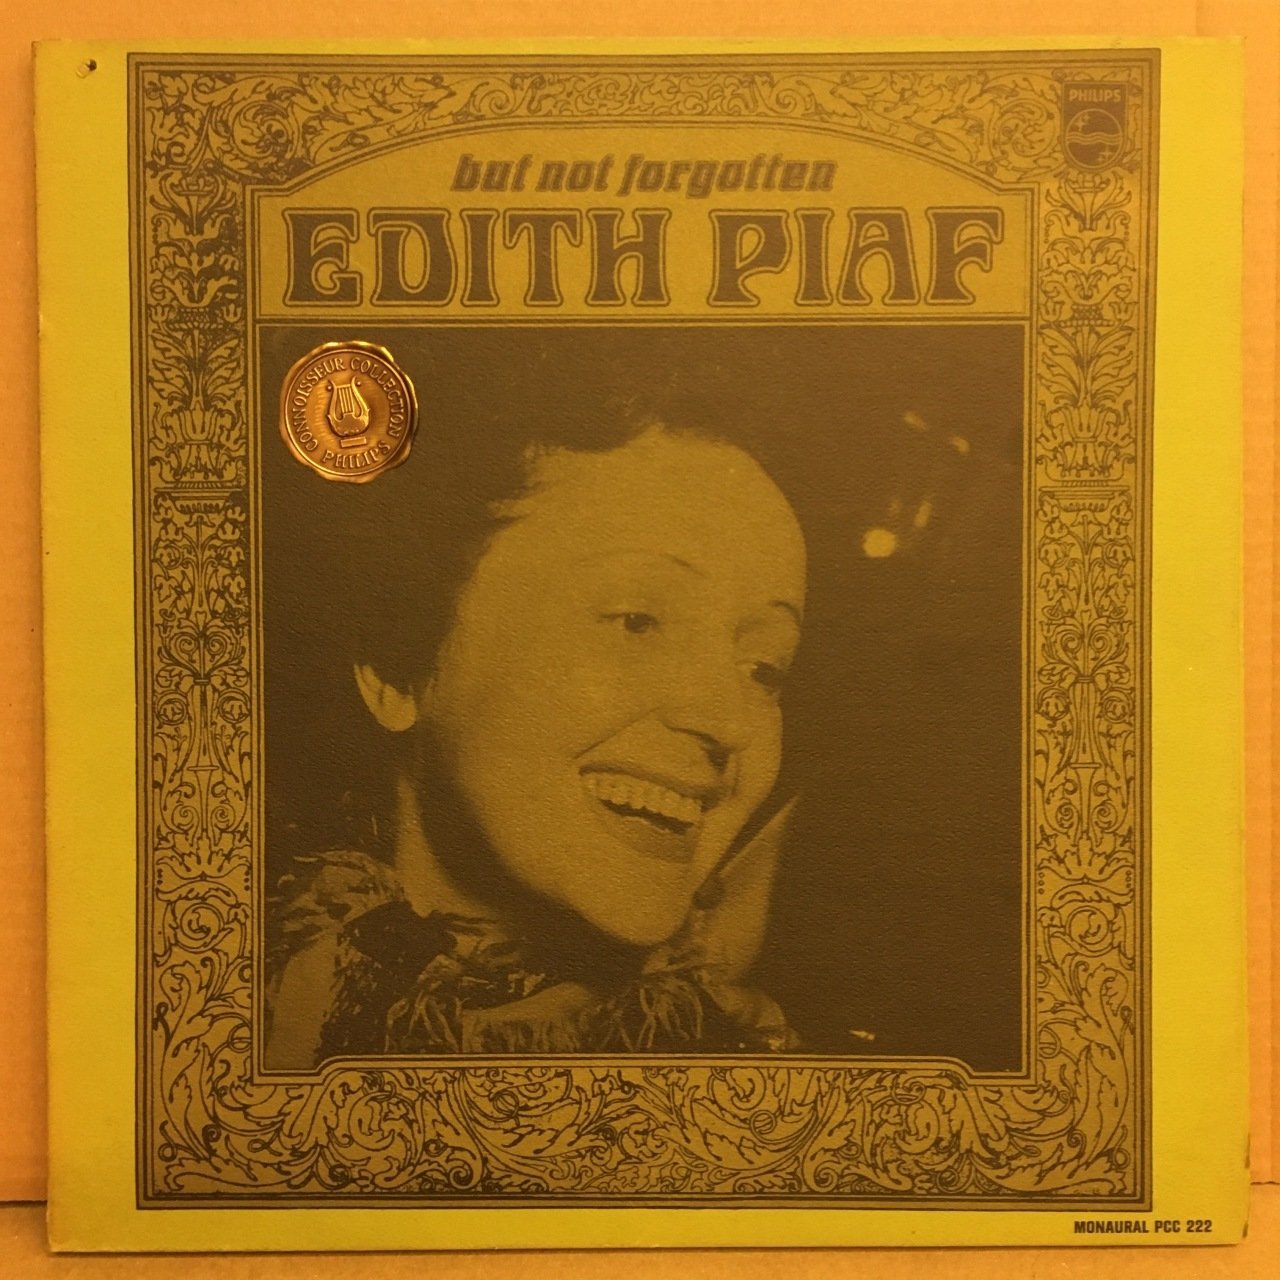 PHILIPS
but not forgotten
EDITH PIAF
CONNOISSEUR COLLECTION
PHILIPS
MONAURAL PCC 222